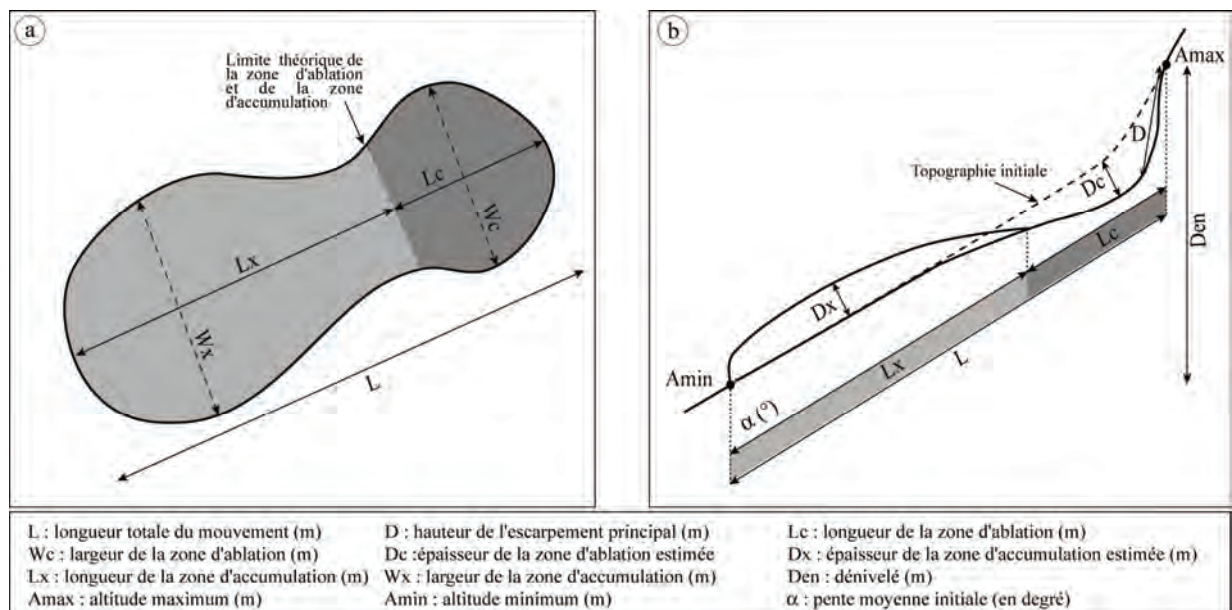 a
Limite théorique de
la zone d'ablation
et de la zone
d'accumulation
Lc
Wc
Lx
Wx
L
b
Amax
D
Topographie initiale
Dc
Den
Lc
Dx
Lx
L
Amin
α (°)
L : longueur totale du mouvement (m)
D : hauteur de l'escarpement principal (m)
Lc : longueur de la zone d'ablation (m)
Wc : largeur de la zone d'ablation (m)
Dc :épaisseur de la zone d'ablation estimée
Dx : épaisseur de la zone d'accumulation estimée (m)
Lx : longueur de la zone d'accumulation (m)
Wx : largeur de la zone d'accumulation (m)
Den : dénivelé (m)
Amax : altitude maximum (m)
Amin : altitude minimum (m)
α : pente moyenne initiale (en degré)